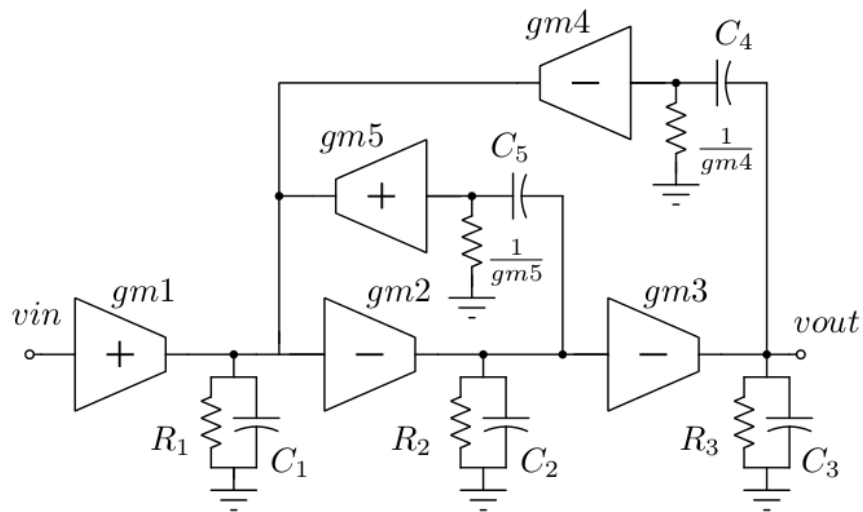 gm4
C₄
−
1/gm4
gm5
C₅
+
1/gm5
vin
gm1
gm2
gm3
vout
+
−
−
R₁
C₁
R₂
C₂
R₃
C₃